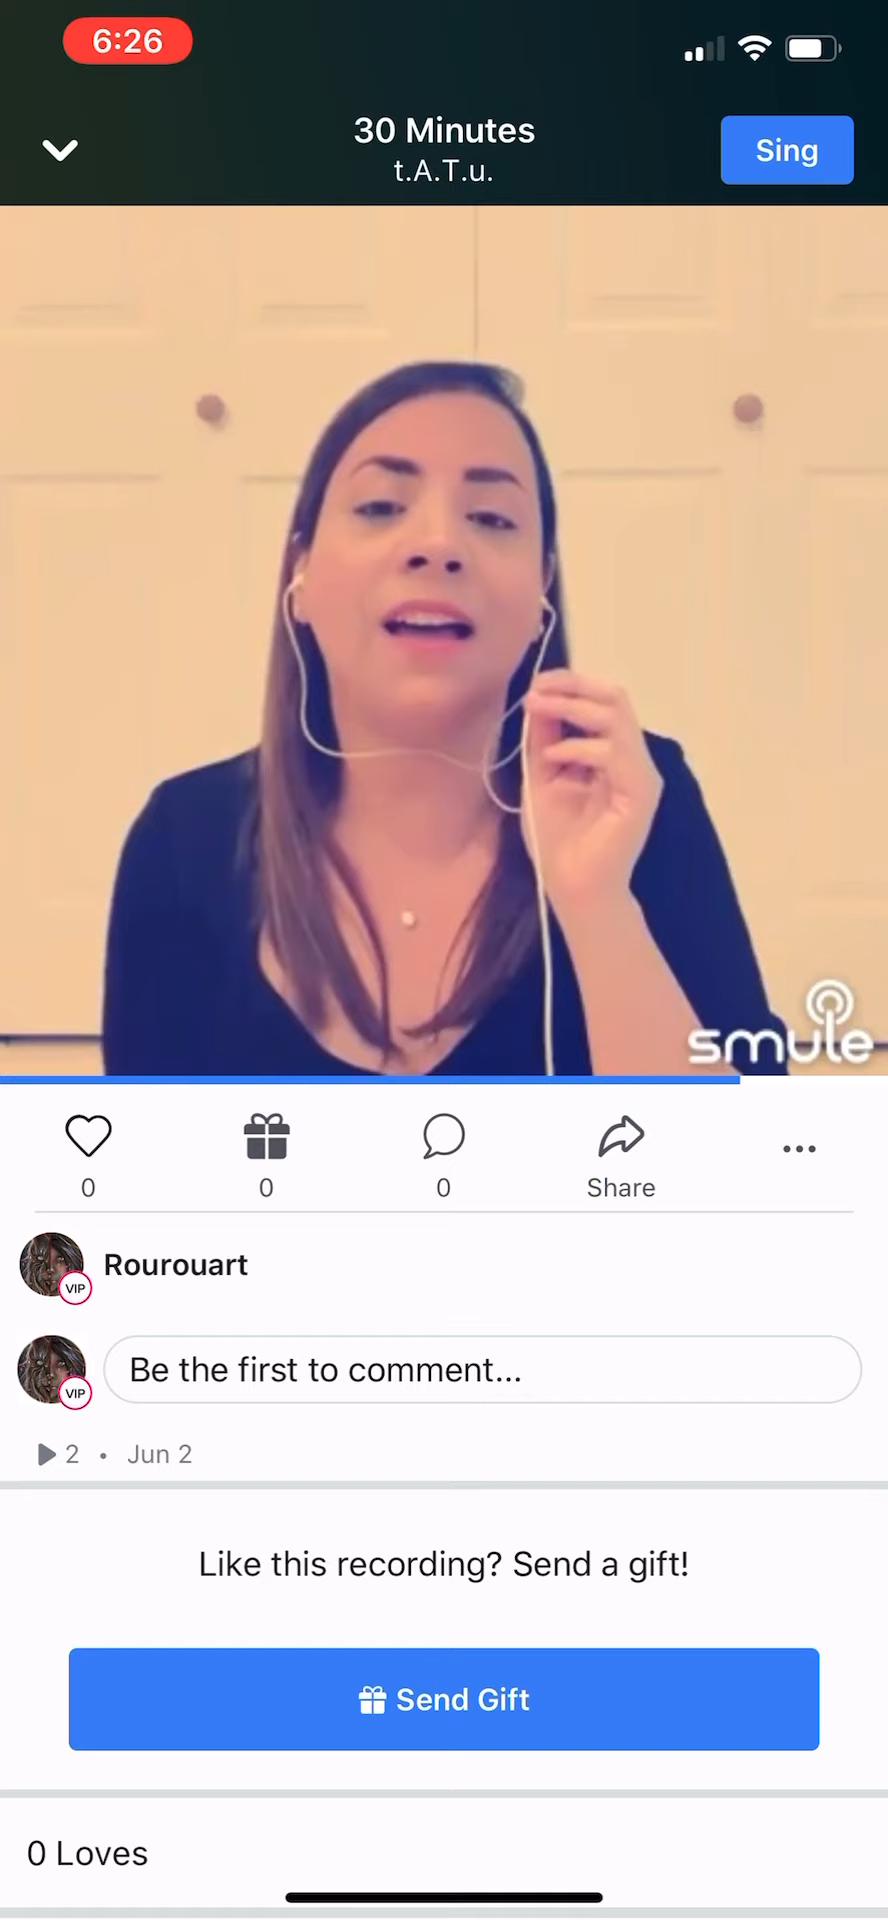 6:26
30 Minutes
t.A.T.u.
Sing
smule
0
0
0
Share
VIP
Rourouart
VIP
Be the first to comment...
2 • Jun 2
Like this recording? Send a gift!
Send Gift
0 Loves